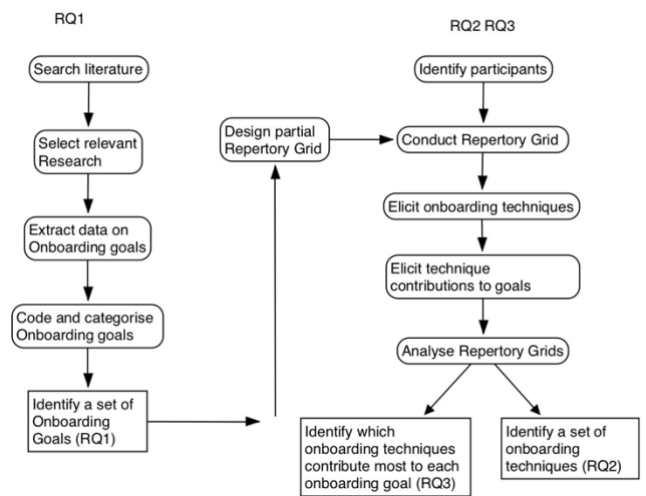 RQ1
Search literature
Select relevant
Research
Extract data on
Onboarding goals
Code and categorise
Onboarding goals
Identify a set of
Onboarding
Goals (RQ1)
Design partial
Repertory Grid
RQ2 RQ3
Identify participants
Conduct Repertory Grid
Elicit onboarding techniques
Elicit technique
contributions to goals
Analyse Repertory Grids
Identify which
onboarding techniques
contribute most to each
onboarding goal (RQ3)
Identify a set of
onboarding
techniques (RQ2)